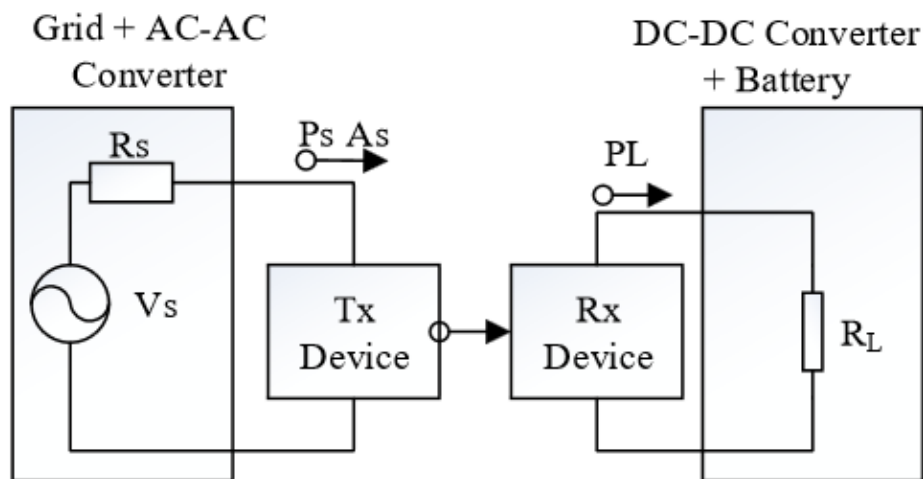 Grid + AC-AC
Converter
DC-DC Converter
+ Battery
Rs
Ps As
PL
Vs
Tx
Device
Rx
Device
RL